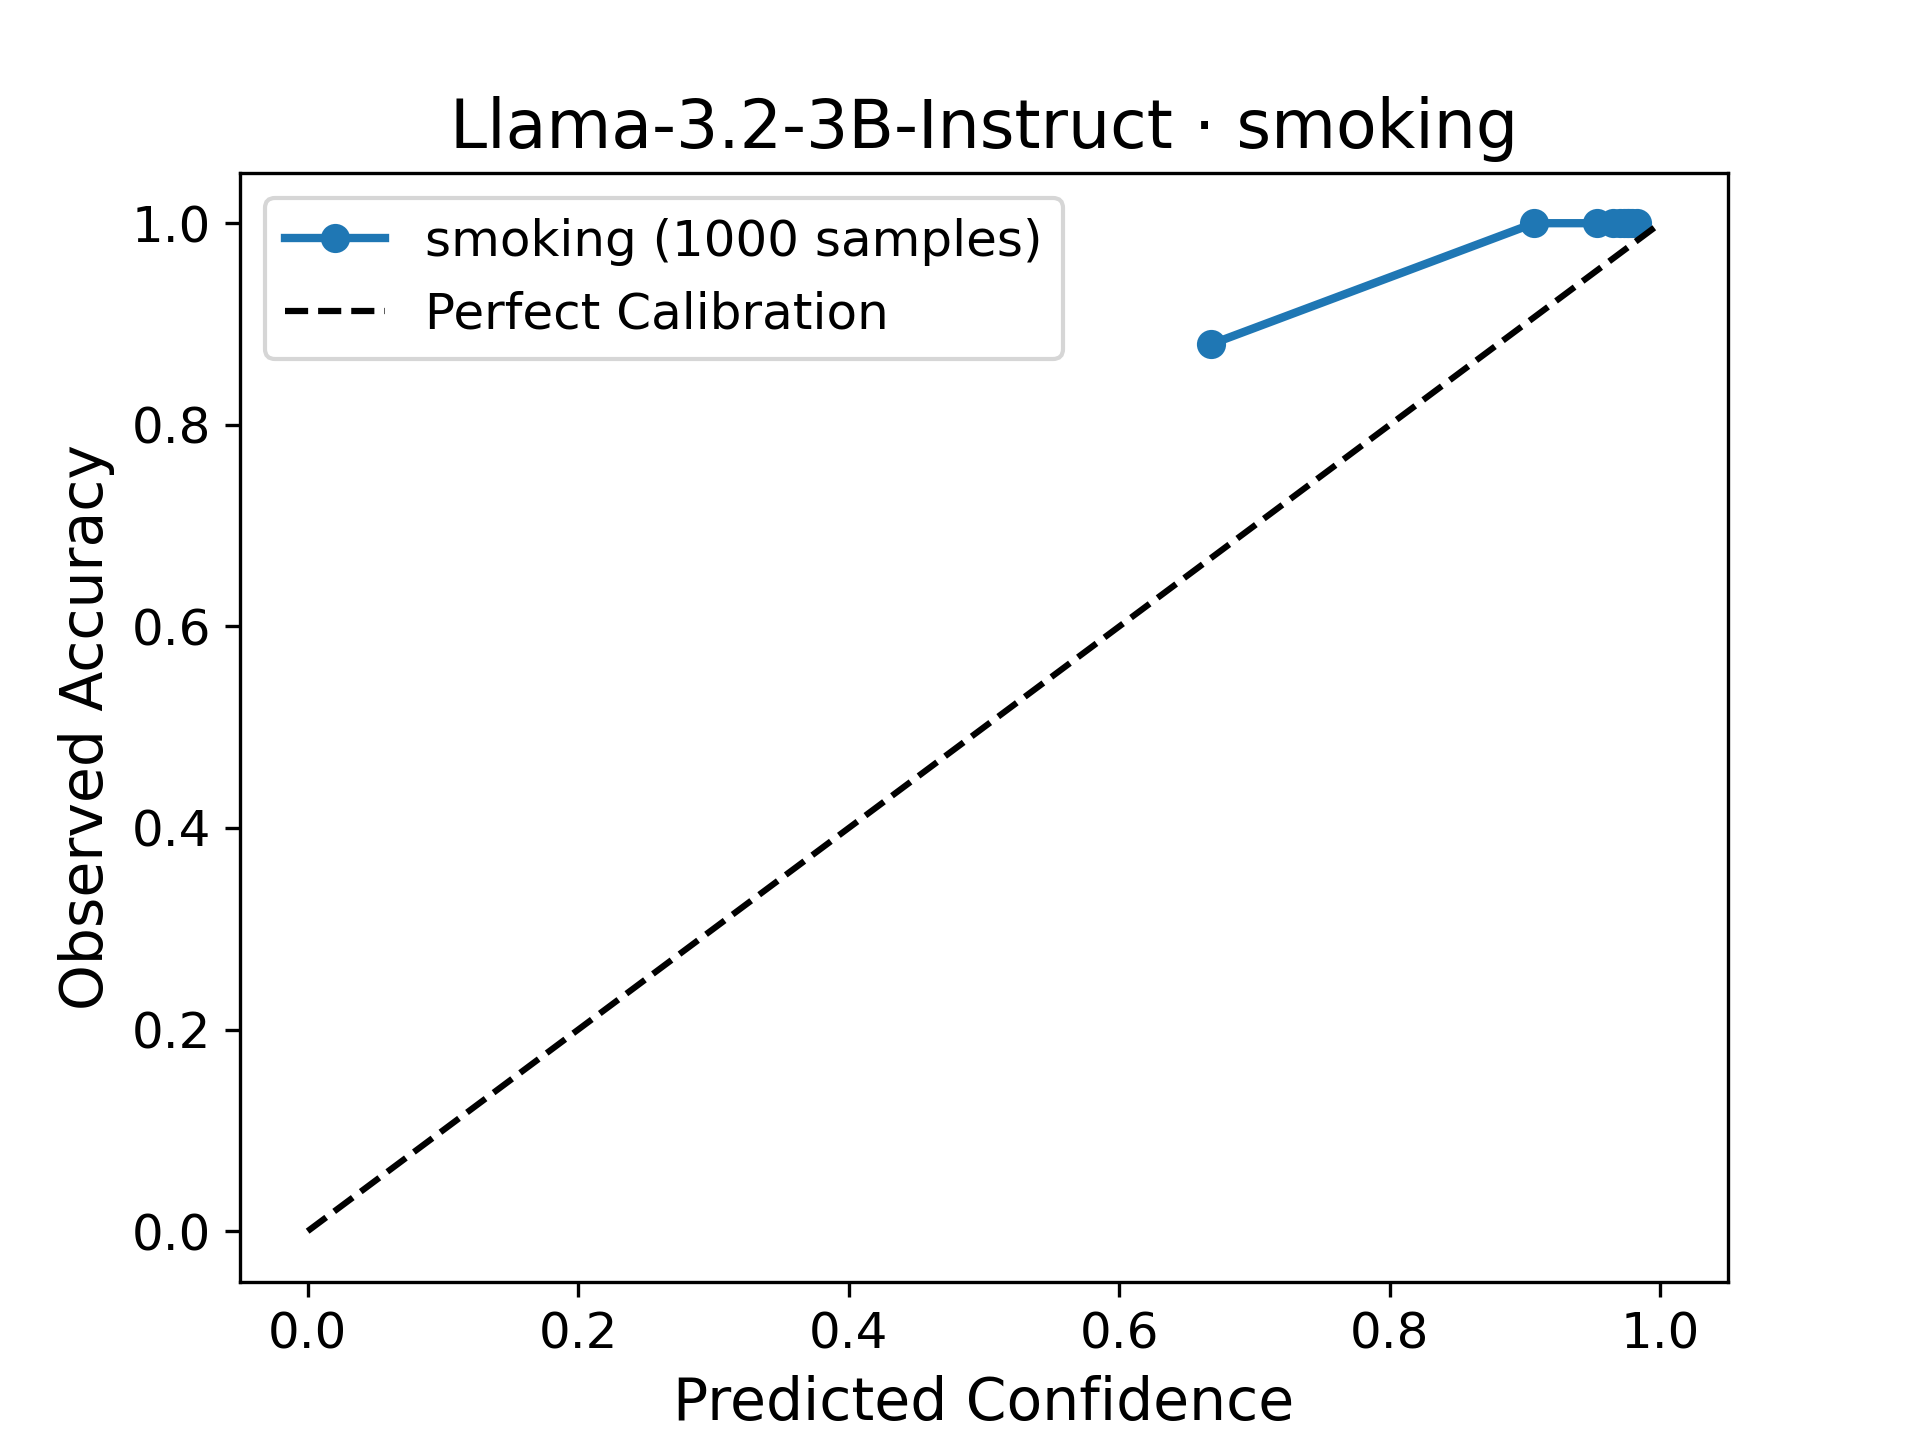 Llama-3.2-3B-Instruct · smoking
smoking (1000 samples)
Perfect Calibration
1.0
0.8
0.6
0.4
0.2
0.0
Observed Accuracy
0.0 0.2 0.4 0.6 0.8 1.0
Predicted Confidence